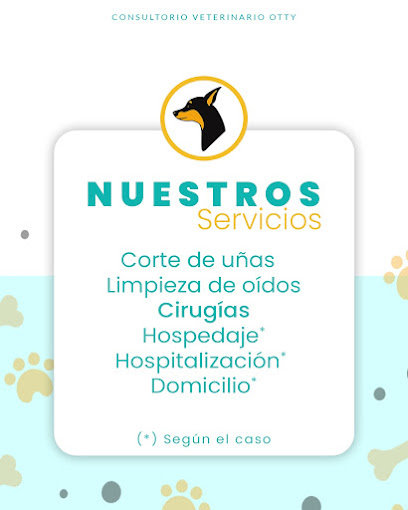 CONSULTORIO VETERINARIO OTTY
NUESTROS
Servicios
Corte de uñas
Limpieza de oídos
Cirugías
Hospedaje*
Hospitalización*
Domicilio*
(*) Según el caso